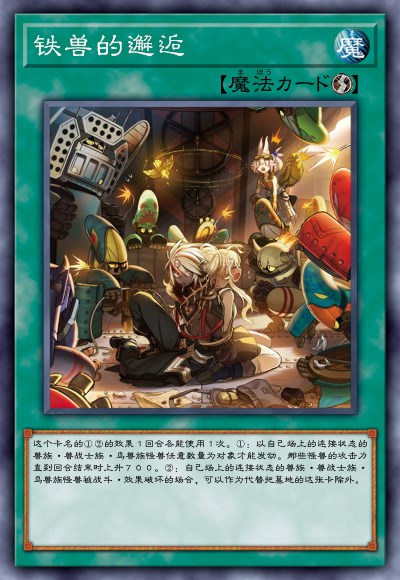 铁兽的邂逅
魔
【魔法カード】
まほう
这个卡名的①②的效果1回合各能使用1次。①：以自己场上的连接状态的
兽族·兽战士族·鸟兽族怪兽任意数量为对象才能发动。那些怪兽的攻击力
直到回合结束时上升７００。②：自己场上的连接状态的兽族·兽战士族·
鸟兽族怪兽被战斗·效果破坏的场合，可以作为代替把墓地的这张卡除外。